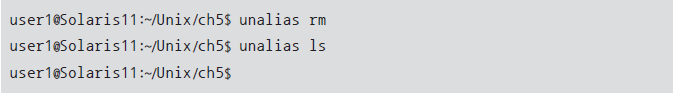 user1@Solaris11:~/Unix/ch5$ unalias rm
user1@Solaris11:~/Unix/ch5$ unalias ls
user1@Solaris11:~/Unix/ch5$